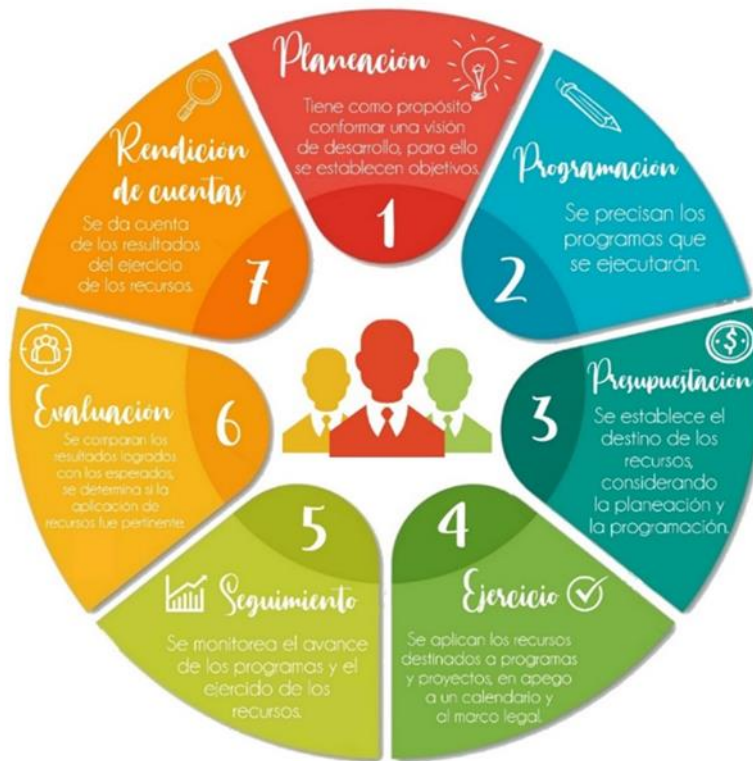 Planeación
Tiene como propósito
conformar una visión
de desarrollo, para ello
se establecen objetivos.
1
Programación
Se precisan los
programas que
se ejecutarán.
2
Presupuestación
Se establece el
destino de los
recursos,
considerando
la planeación y
la programación.
3
Ejercicio
Se aplican los recursos
destinados a programas
y proyectos, en apego
a un calendario y
al marco legal.
4
Seguimiento
Se monitorea el avance
de los programas y el
ejercido de los
recursos.
5
Evaluación
Se comparan los
resultados logrados
con los esperados,
se determina si la
aplicación de
recursos fue pertinente.
6
Rendición
de cuentas
Se da cuenta
de los resultados
del ejercicio
de los recursos.
7